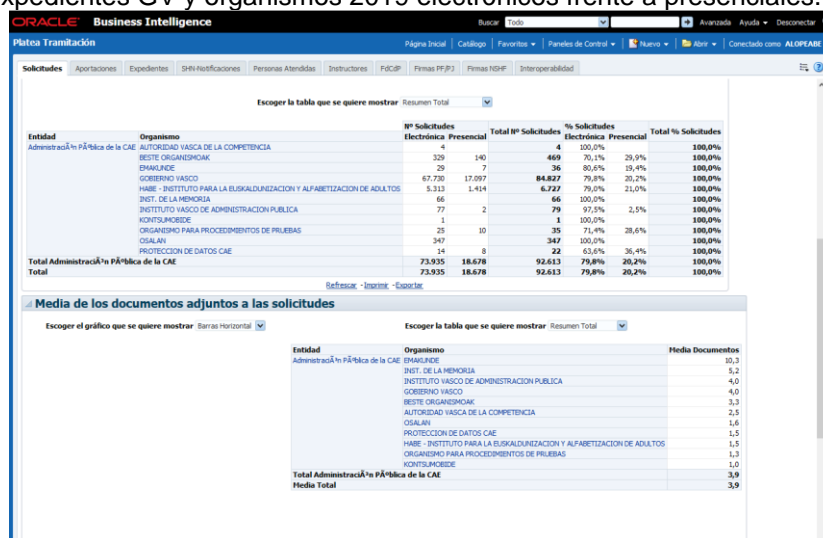 xpedientes GV y organismos 2019 electrónicos frente a presenciales.
ORACLE Business Intelligence Buscar Todo Avanzada Ayuda Desconectar
Platea Tramitación Página Inicial Catálogo Favoritos Paneles de Control Nuevo Abrir Conectado como ALOPEABE
Solicitudes Aportaciones Expedientes SHN-Notificaciones Personas Atendidas Instructores FdCdP Firmas PF/PJ Firmas NSHF Interoperabilidad
Escoger la tabla que se quiere mostrar Resumen Total
Nº Solicitudes Total Nº Solicitudes % Solicitudes Total % Solicitudes
Entidad Organismo Electrónica Presencial Electrónica Presencial
AdministraciÃ³n PÃºblica de la CAE AUTORIDAD VASCA DE LA COMPETENCIA 4 4 100,0% 100,0%
BESTE ORGANISMOAK 329 140 469 70,1% 29,9% 100,0%
EMAKUNDE 29 7 36 80,6% 19,4% 100,0%
GOBIERNO VASCO 67.730 17.097 84.827 79,8% 20,2% 100,0%
HABE - INSTITUTO PARA LA EUSKALDUNIZACION Y ALFABETIZACION DE ADULTOS 5.313 1.414 6.727 79,0% 21,0% 100,0%
INST. DE LA MEMORIA 66 66 100,0% 100,0%
INSTITUTO VASCO DE ADMINISTRACION PUBLICA 77 2 79 97,5% 2,5% 100,0%
KONTSUMOBIDE 1 1 100,0% 100,0%
ORGANISMO PARA PROCEDIMIENTOS DE PRUEBAS 25 10 35 71,4% 28,6% 100,0%
OSALAN 347 347 100,0% 100,0%
PROTECCION DE DATOS CAE 14 8 22 63,6% 36,4% 100,0%
Total AdministraciÃ³n PÃºblica de la CAE 73.935 18.678 92.613 79,8% 20,2% 100,0%
Total 73.935 18.678 92.613 79,8% 20,2% 100,0%
Refrescar - Imprimir - Exportar
Media de los documentos adjuntos a las solicitudes
Escoger el gráfico que se quiere mostrar Barras Horizontal Escoger la tabla que se quiere mostrar Resumen Total
Entidad Organismo Media Documentos
AdministraciÃ³n PÃºblica de la CAE EMAKUNDE 10,3
INST. DE LA MEMORIA 5,2
INSTITUTO VASCO DE ADMINISTRACION PUBLICA 4,0
GOBIERNO VASCO 4,0
BESTE ORGANISMOAK 3,3
AUTORIDAD VASCA DE LA COMPETENCIA 2,5
OSALAN 1,6
PROTECCION DE DATOS CAE 1,5
HABE - INSTITUTO PARA LA EUSKALDUNIZACION Y ALFABETIZACION DE ADULTOS 1,5
ORGANISMO PARA PROCEDIMIENTOS DE PRUEBAS 1,3
KONTSUMOBIDE 1,0
Total AdministraciÃ³n PÃºblica de la CAE 3,9
Media Total 3,9